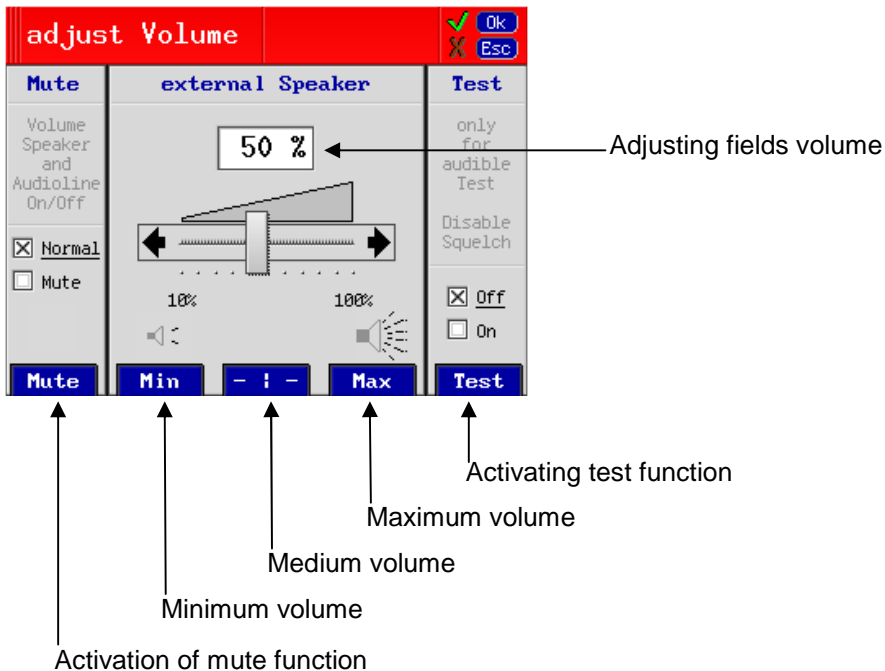 adjust Volume
Ok
Esc
Mute
external Speaker
Test
Volume
Speaker
and
Audioline
On/Off
Normal
Mute
50 %
10%
100%
only
for
audible
Test
Disable
Squelch
Off
On
Mute
Min
- ¦ -
Max
Test
Adjusting fields volume
Activating test function
Maximum volume
Medium volume
Minimum volume
Activation of mute function